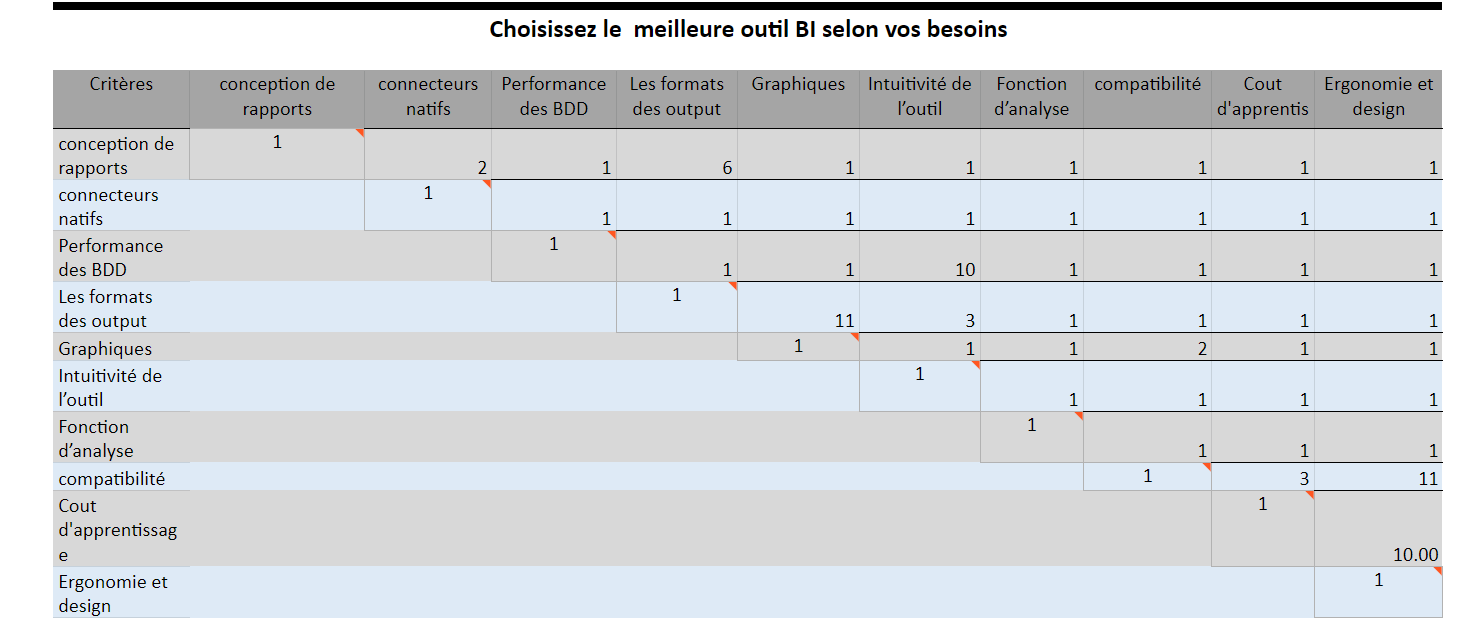 Choisissez le  meilleure outil BI selon vos besoins
Critères conception de rapports connecteurs natifs Performance des BDD Les formats des output Graphiques Intuitivité de l’outil Fonction d’analyse compatibilité Cout d'apprentis Ergonomie et design
conception de rapports 1 2 1 6 1 1 1 1 1 1
connecteurs natifs 1 1 1 1 1 1 1 1 1
Performance des BDD 1 1 1 10 1 1 1 1
Les formats des output 1 11 3 1 1 1 1
Graphiques 1 1 1 2 1 1
Intuitivité de l’outil 1 1 1 1 1
Fonction d’analyse 1 1 1 1
compatibilité 1 3 11
Cout d'apprentissage 1 10.00
Ergonomie et design 1